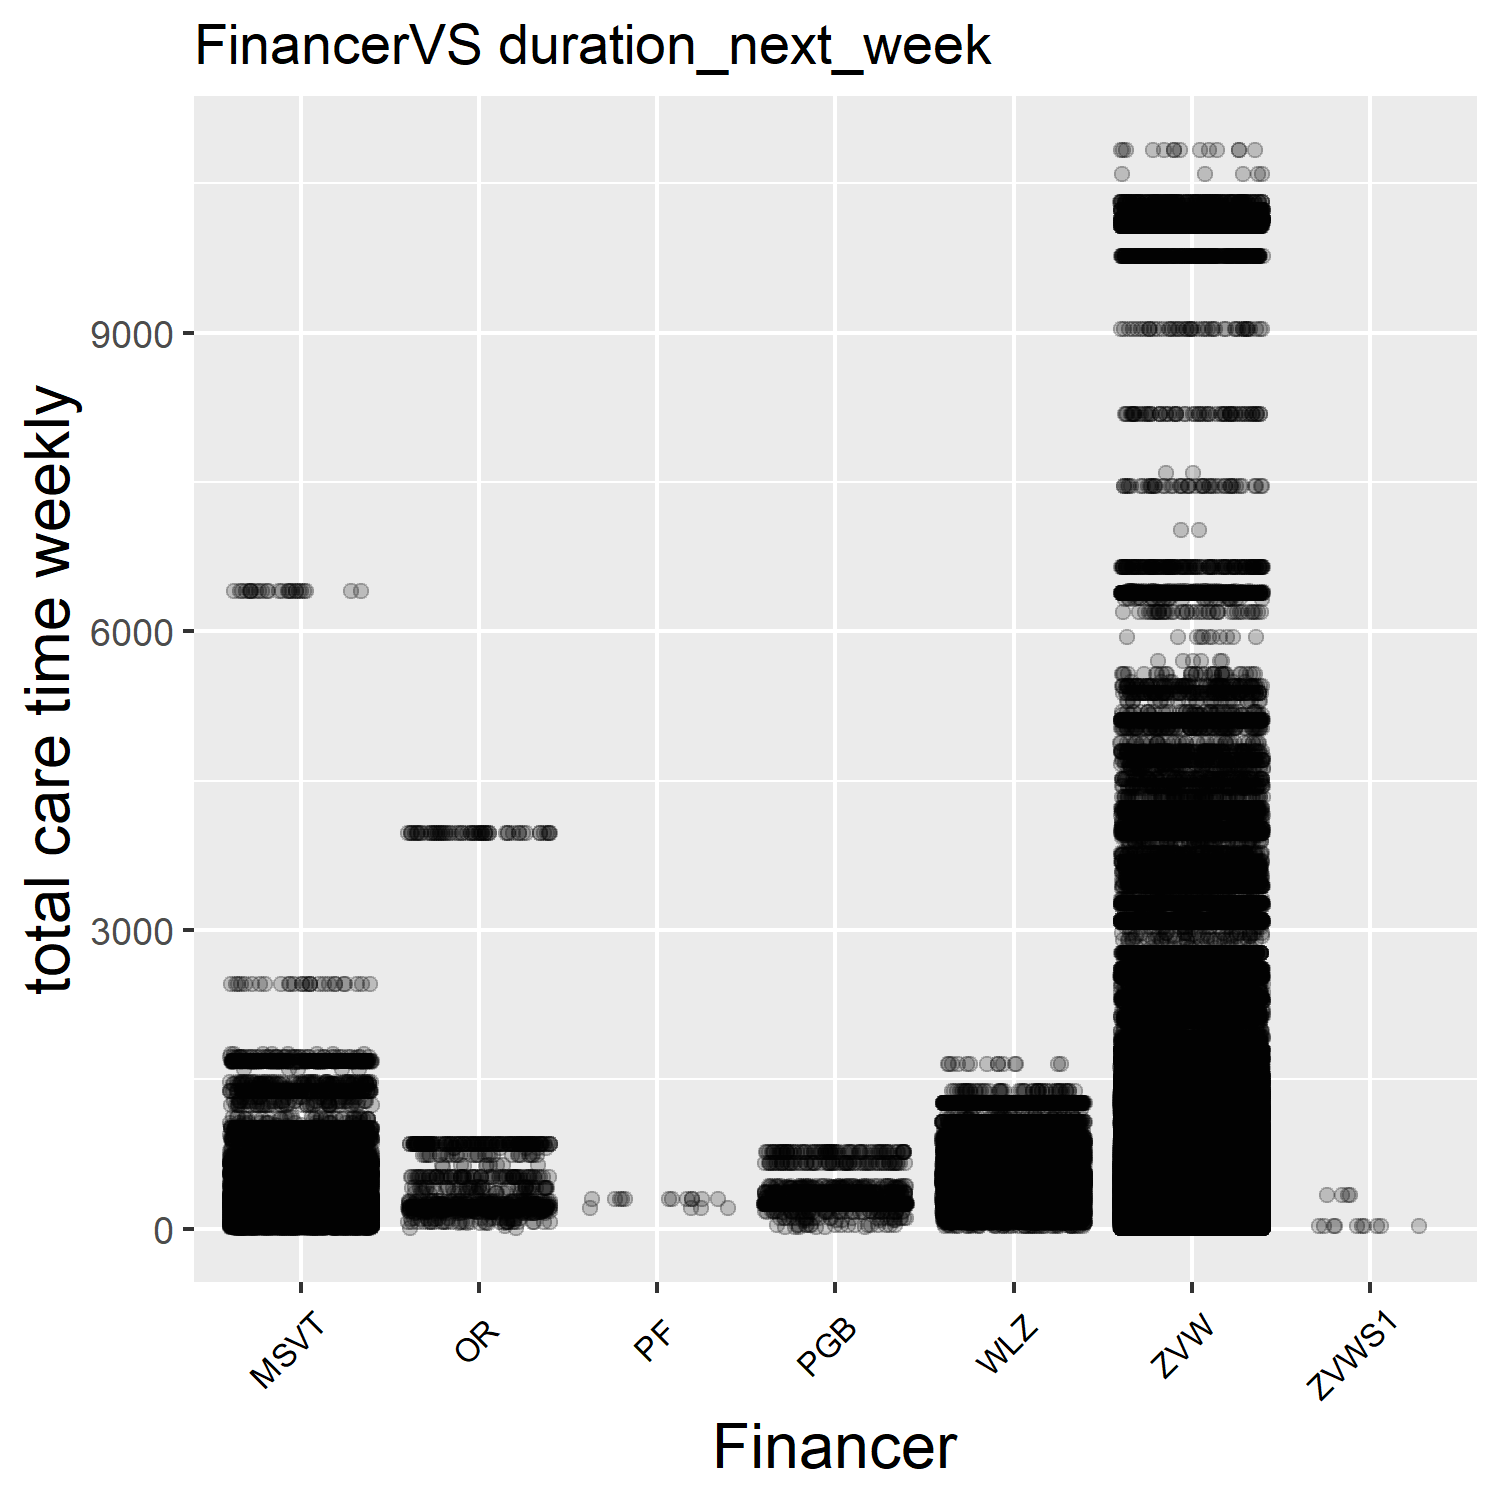 FinancerVS duration_next_week
total care time weekly
9000
6000
3000
0
MSVT
OR
PF
PGB
WLZ
ZVW
ZVWS1
Financer